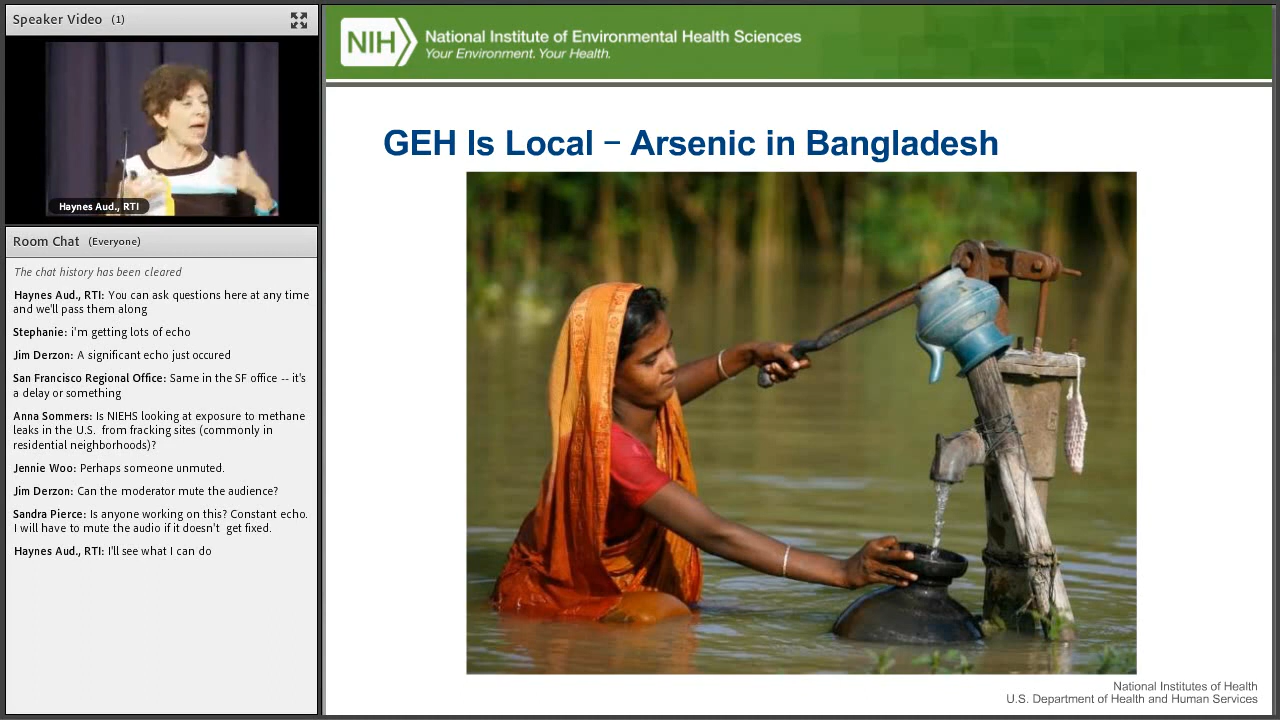 Speaker Video (1)
Haynes Aud., RTI
Room Chat (Everyone)
The chat history has been cleared
Haynes Aud., RTI: You can ask questions here at any time
and we'll pass them along
Stephanie: i'm getting lots of echo
Jim Derzon: A significant echo just occured
San Francisco Regional Office: Same in the SF office -- it's
a delay or something
Anna Sommers: Is NIEHS looking at exposure to methane
leaks in the U.S. from fracking sites (commonly in
residential neighborhoods)?
Jennie Woo: Perhaps someone unmuted.
Jim Derzon: Can the moderator mute the audience?
Sandra Pierce: Is anyone working on this? Constant echo.
I will have to mute the audio if it doesn't get fixed.
Haynes Aud., RTI: I'll see what I can do
NIH
National Institute of Environmental Health Sciences
Your Environment. Your Health.
GEH Is Local – Arsenic in Bangladesh
National Institutes of Health
U.S. Department of Health and Human Services